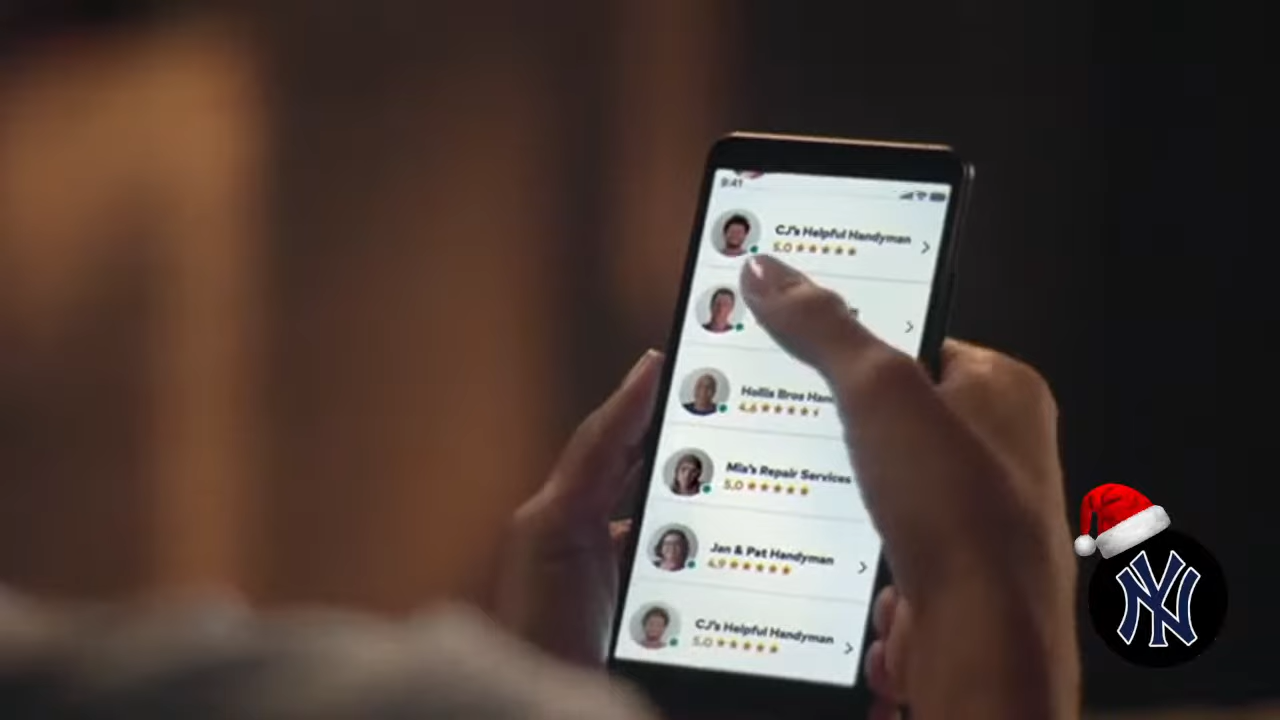 9:41
CJ's Helpful Handyman
5.0
Hollis Bros Han
4.6
Mia's Repair Services
5.0
Jan & Pat Handyman
4.9
CJ's Helpful Handyman
5.0
NY